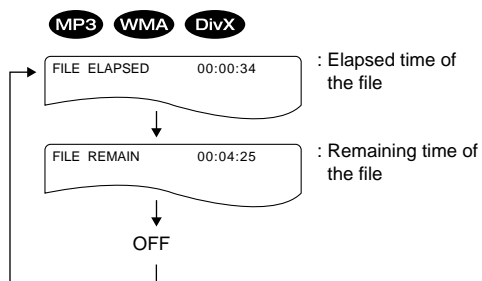 MP3 WMA DivX
FILE ELAPSED 00:00:34
: Elapsed time of
the file
FILE REMAIN 00:04:25
: Remaining time of
the file
OFF